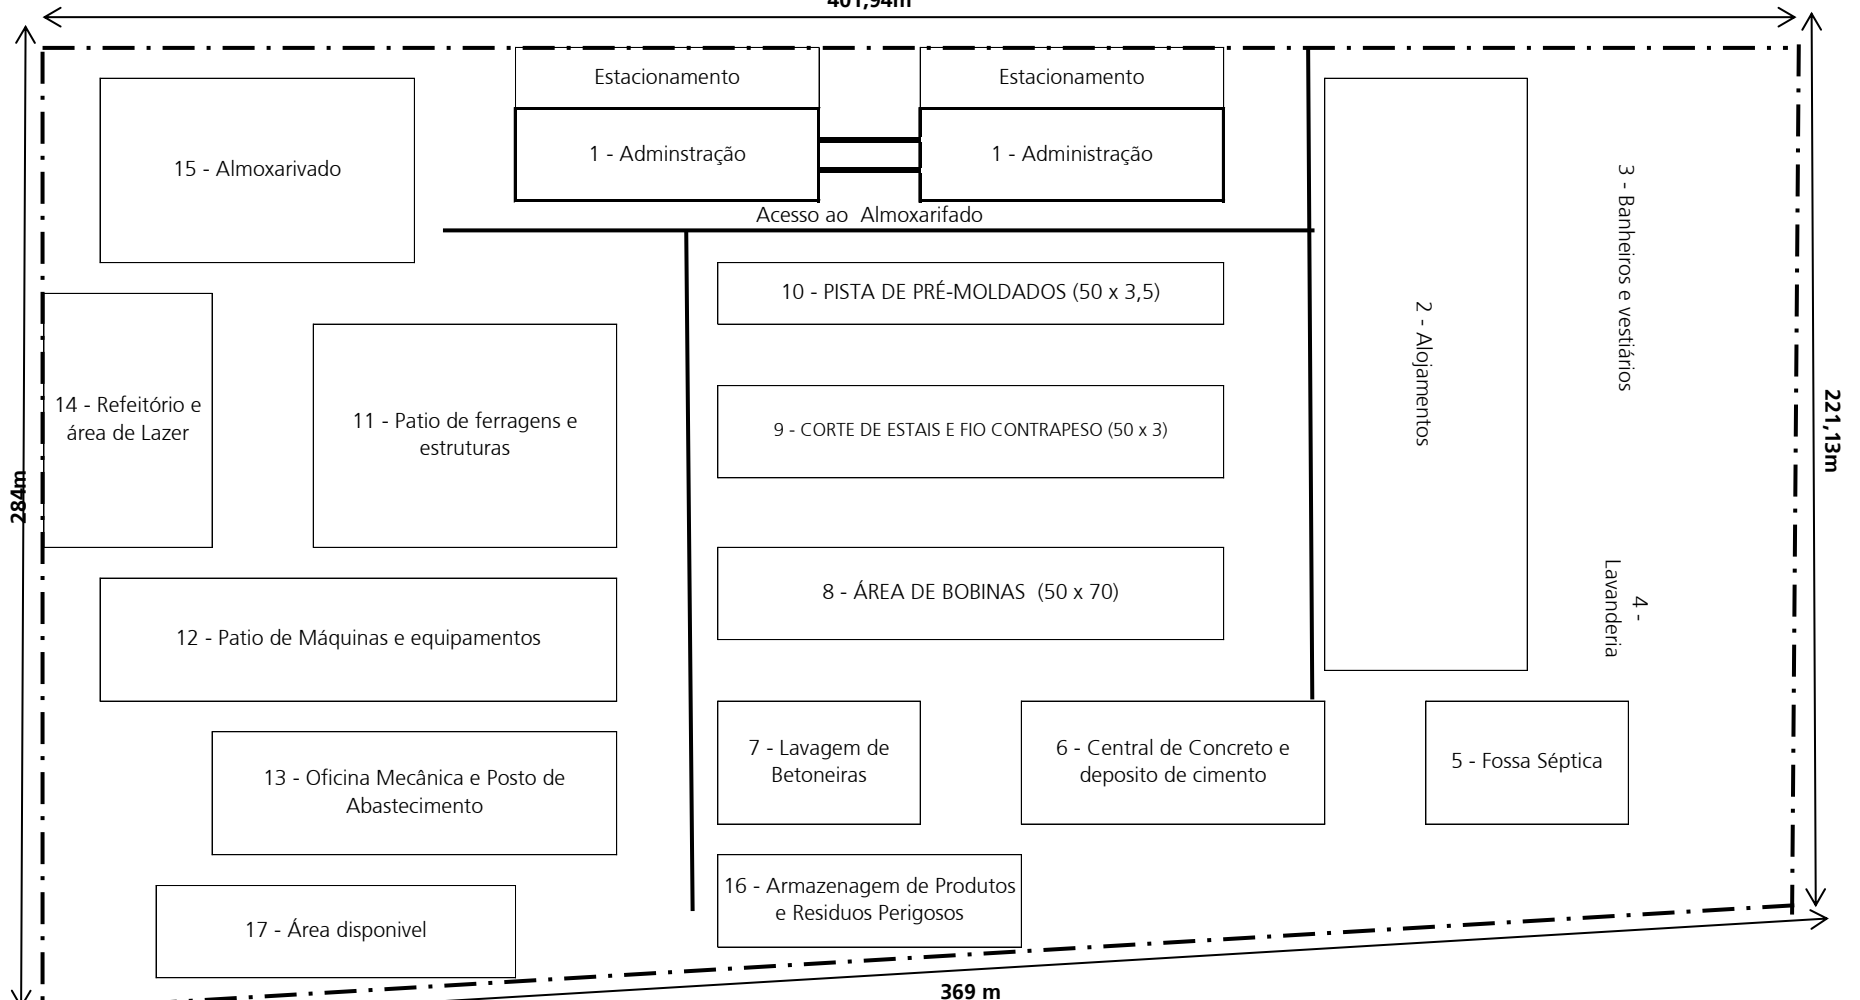 401,94m
Estacionamento
Estacionamento
15 - Almoxarivado
1 - Adminstração
1 - Administração
Acesso ao  Almoxarifado
10 - PISTA DE PRÉ-MOLDADOS (50 x 3,5)
2 - Alojamentos
3 - Banheiros e vestiários
14 - Refeitório e
área de Lazer
11 - Patio de ferragens e
estruturas
9 - CORTE DE ESTAIS E FIO CONTRAPESO (50 x 3)
221,13m
284m
8 - ÁREA DE BOBINAS  (50 x 70)
4 -
Lavanderia
12 - Patio de Máquinas e equipamentos
7 - Lavagem de
Betoneiras
6 - Central de Concreto e
deposito de cimento
5 - Fossa Séptica
13 - Oficina Mecânica e Posto de
Abastecimento
16 - Armazenagem de Produtos
e Residuos Perigosos
17 - Área disponivel
369 m